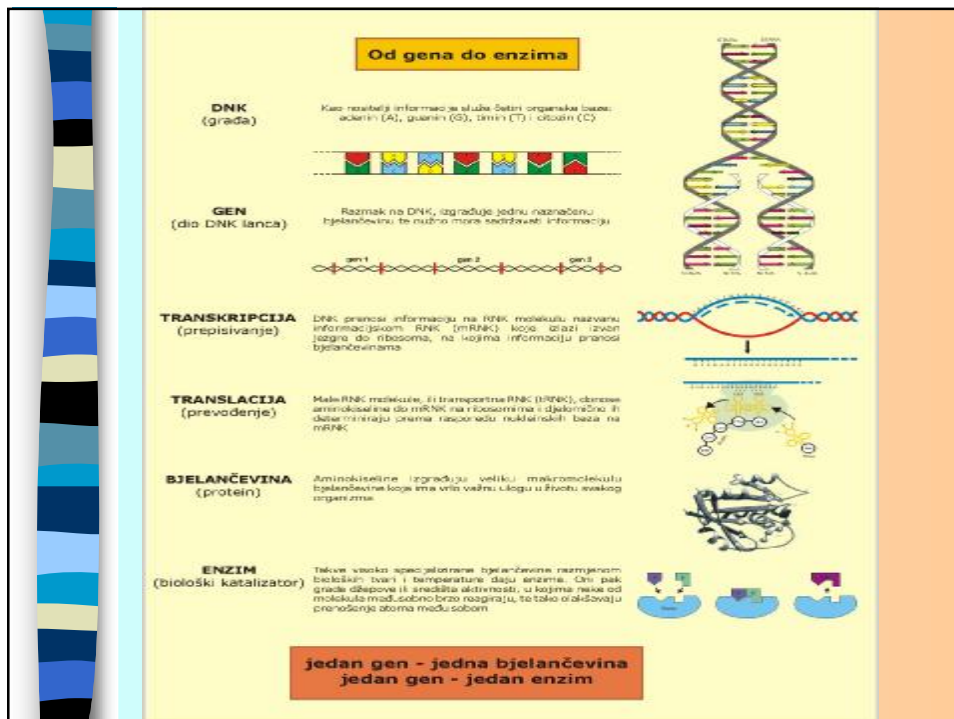 Od gena do enzima
DNK
(građa)
Kao nositelji informacije služe četiri organske baze:
adenin (A), guanin (G), timin (T) i citozin (C)
GEN
(dio DNK lanca)
Razmak na DNK, izgrađuje jednu naznačenu
bjelančevinu te nužno mora sadržavati informaciju
gen 1 gen 2 gen 3
TRANSKRIPCIJA
(prepisivanje)
DNK prenosi informaciju na RNK molekulu nazvanu
informacijskom RNK (mRNK) koja izlazi izvan
jezgre do ribosoma, na kojima informaciju prenosi
bjelančevinama
TRANSLACIJA
(prevođenje)
Male RNK molekule, ili transportna RNK (tRNK), donose
aminokiseline do mRNK na ribosomima i djelomično ih
determiniraju prema rasporedu nukleinskih baza na
mRNK
BJELANČEVINA
(protein)
Aminokiseline izgrađuju veliku makromolekulu
bjelančevine koja ima vrlo važnu ulogu u životu svakog
organizma
ENZIM
(biološki katalizator)
Takve visoko specijalizirane bjelančevine razmjenom
bioloških tvari i temperature daju enzime. Oni pak
grade džepove ili središta aktivnosti, u kojima neke od
molekula međusobno brzo reagiraju, te tako olakšavaju
prenošenje atoma među sobom
jedan gen - jedna bjelančevina
jedan gen - jedan enzim